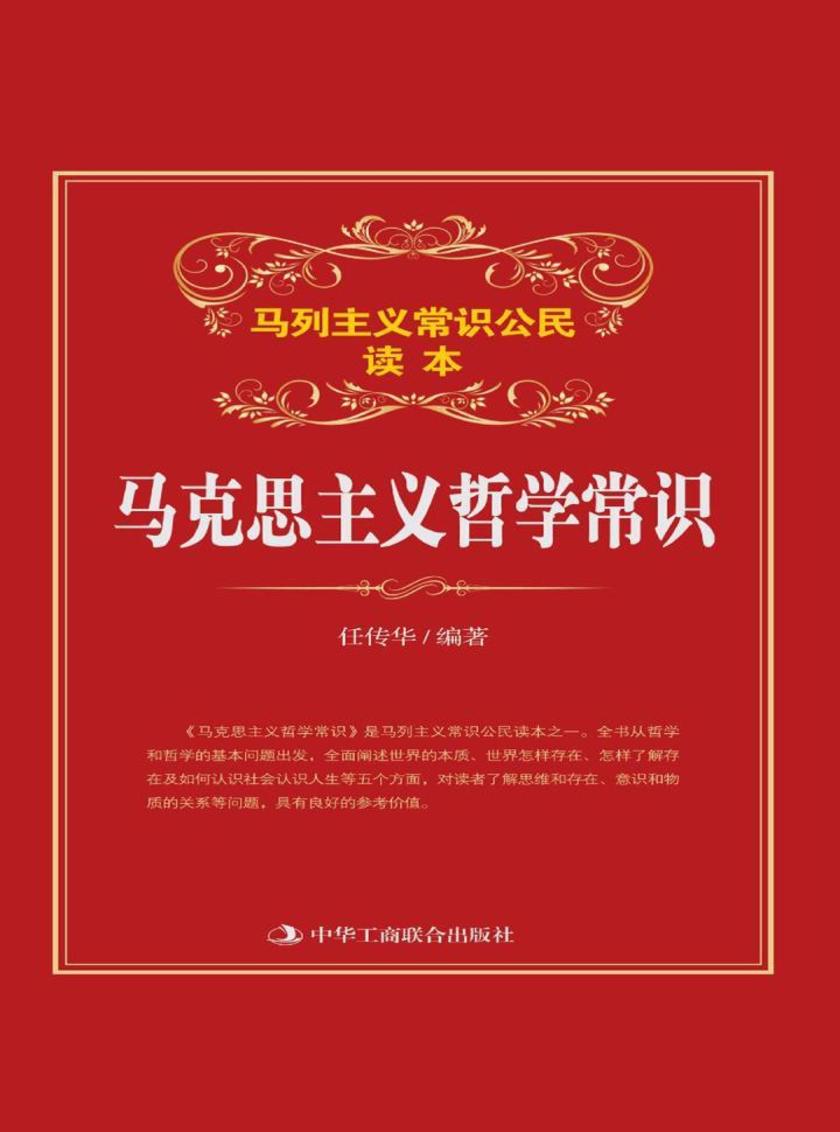 马列主义常识公民
读本
马克思主义哲学常识
任传华/编著
《马克思主义哲学常识》是马列主义常识公民读本之一。全书从哲学
和哲学的基本问题出发，全面阐述世界的本质、世界怎样存在、怎样了解存
在及如何认识社会认识人生等五个方面，对读者了解思维和存在、意识和物
质的关系等问题，具有良好的参考价值。
中华工商联合出版社